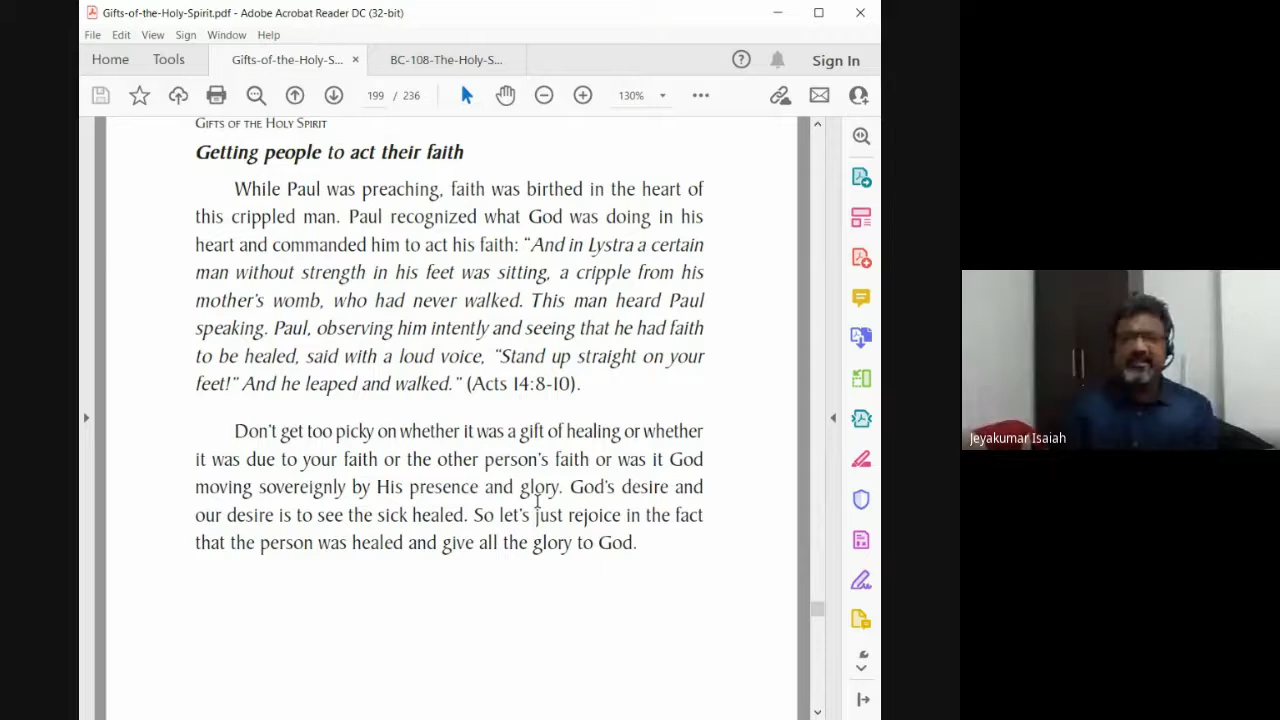 Gifts-of-the-Holy-Spirit.pdf - Adobe Acrobat Reader DC (32-bit)
File Edit View Sign Window Help
Home Tools Gifts-of-the-Holy-S... × BC-108-The-Holy-S... Sign In
199 / 236 130%
GIFTS OF THE HOLY SPIRIT
Getting people to act their faith
While Paul was preaching, faith was birthed in the heart of
this crippled man. Paul recognized what God was doing in his
heart and commanded him to act his faith: “And in Lystra a certain
man without strength in his feet was sitting, a cripple from his
mother’s womb, who had never walked. This man heard Paul
speaking. Paul, observing him intently and seeing that he had faith
to be healed, said with a loud voice, “Stand up straight on your
feet!” And he leaped and walked.” (Acts 14:8-10).
Don’t get too picky on whether it was a gift of healing or whether
it was due to your faith or the other person’s faith or was it God
moving sovereignly by His presence and glory. God’s desire and
our desire is to see the sick healed. So let’s just rejoice in the fact
that the person was healed and give all the glory to God.
Jeyakumar Isaiah